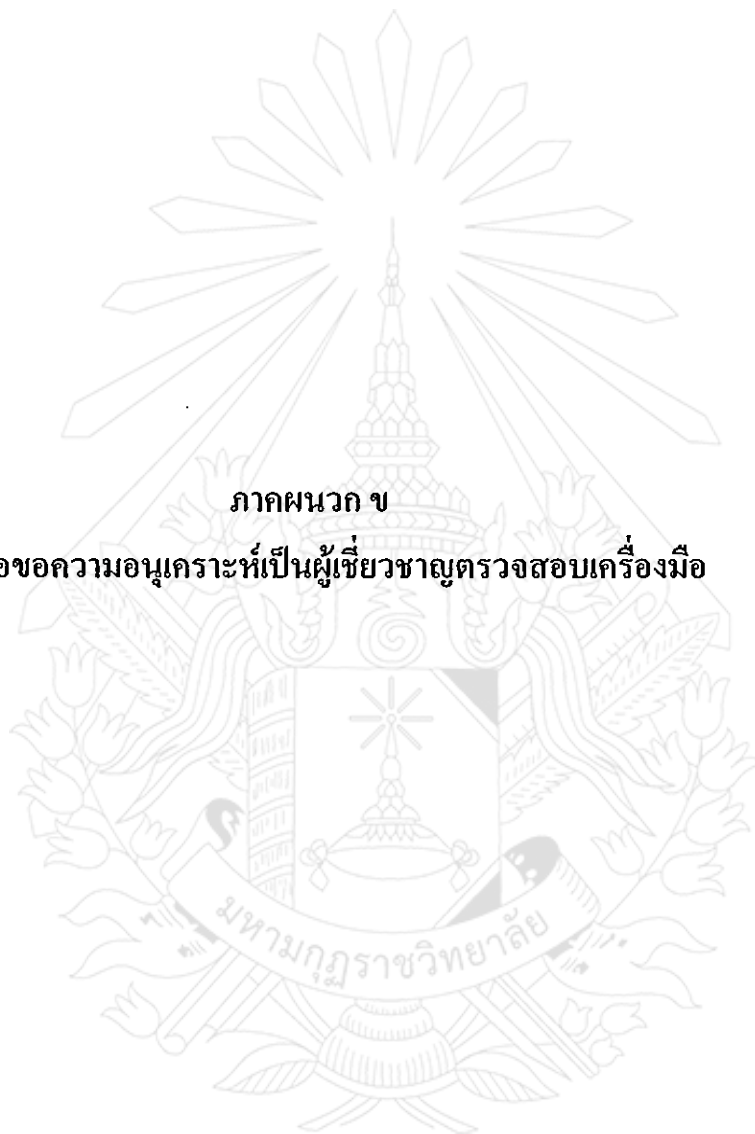 ภาคผนวก ข
อขอความอนุเคราะห์เป็นผู้เชี่ยวชาญตรวจสอบเครื่องมือ
มหามกุฏราชวิทยาลัย